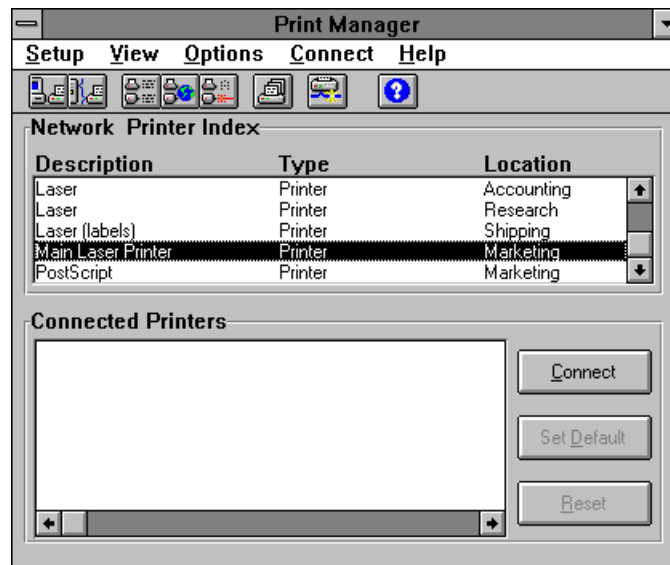 Print Manager
Setup View Options Connect Help
?
Network Printer Index
Description Type Location
Laser Printer Accounting
Laser Printer Research
Laser (labels) Printer Shipping
Main Laser Printer Printer Marketing
PostScript Printer Marketing
Connected Printers
Connect
Set Default
Reset